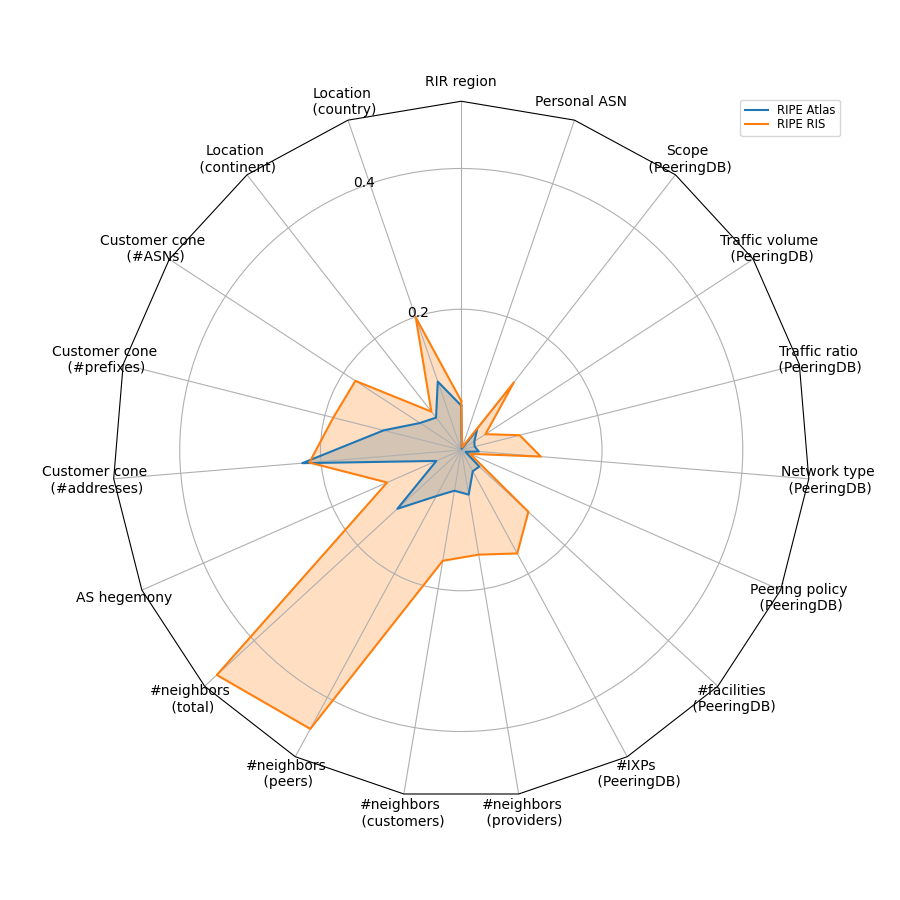 RIR region
Location
(country)
Personal ASN
RIPE Atlas
RIPE RIS
Location
(continent)
Scope
(PeeringDB)
0.4
Customer cone
(#ASNs)
Traffic volume
(PeeringDB)
0.2
Customer cone
(#prefixes)
Traffic ratio
(PeeringDB)
Customer cone
(#addresses)
Network type
(PeeringDB)
AS hegemony
Peering policy
(PeeringDB)
#neighbors
(total)
#facilities
(PeeringDB)
#neighbors
(peers)
#IXPs
(PeeringDB)
#neighbors
(customers)
#neighbors
(providers)